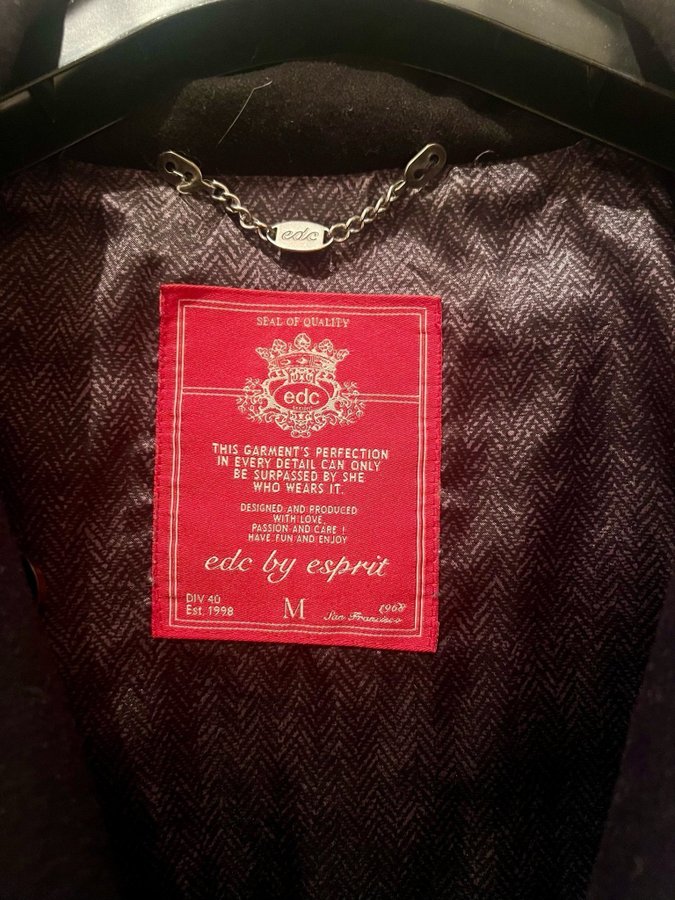 edc
SEAL OF QUALITY
edc
THIS GARMENT'S PERFECTION
IN EVERY DETAIL CAN ONLY
BE SURPASSED BY SHE
WHO WEARS IT.
DESIGNED AND PRODUCED
WITH LOVE,
PASSION AND CARE !
HAVE FUN AND ENJOY
edc by esprit
DIV 40
Est. 1998
M
1968
San Francisco